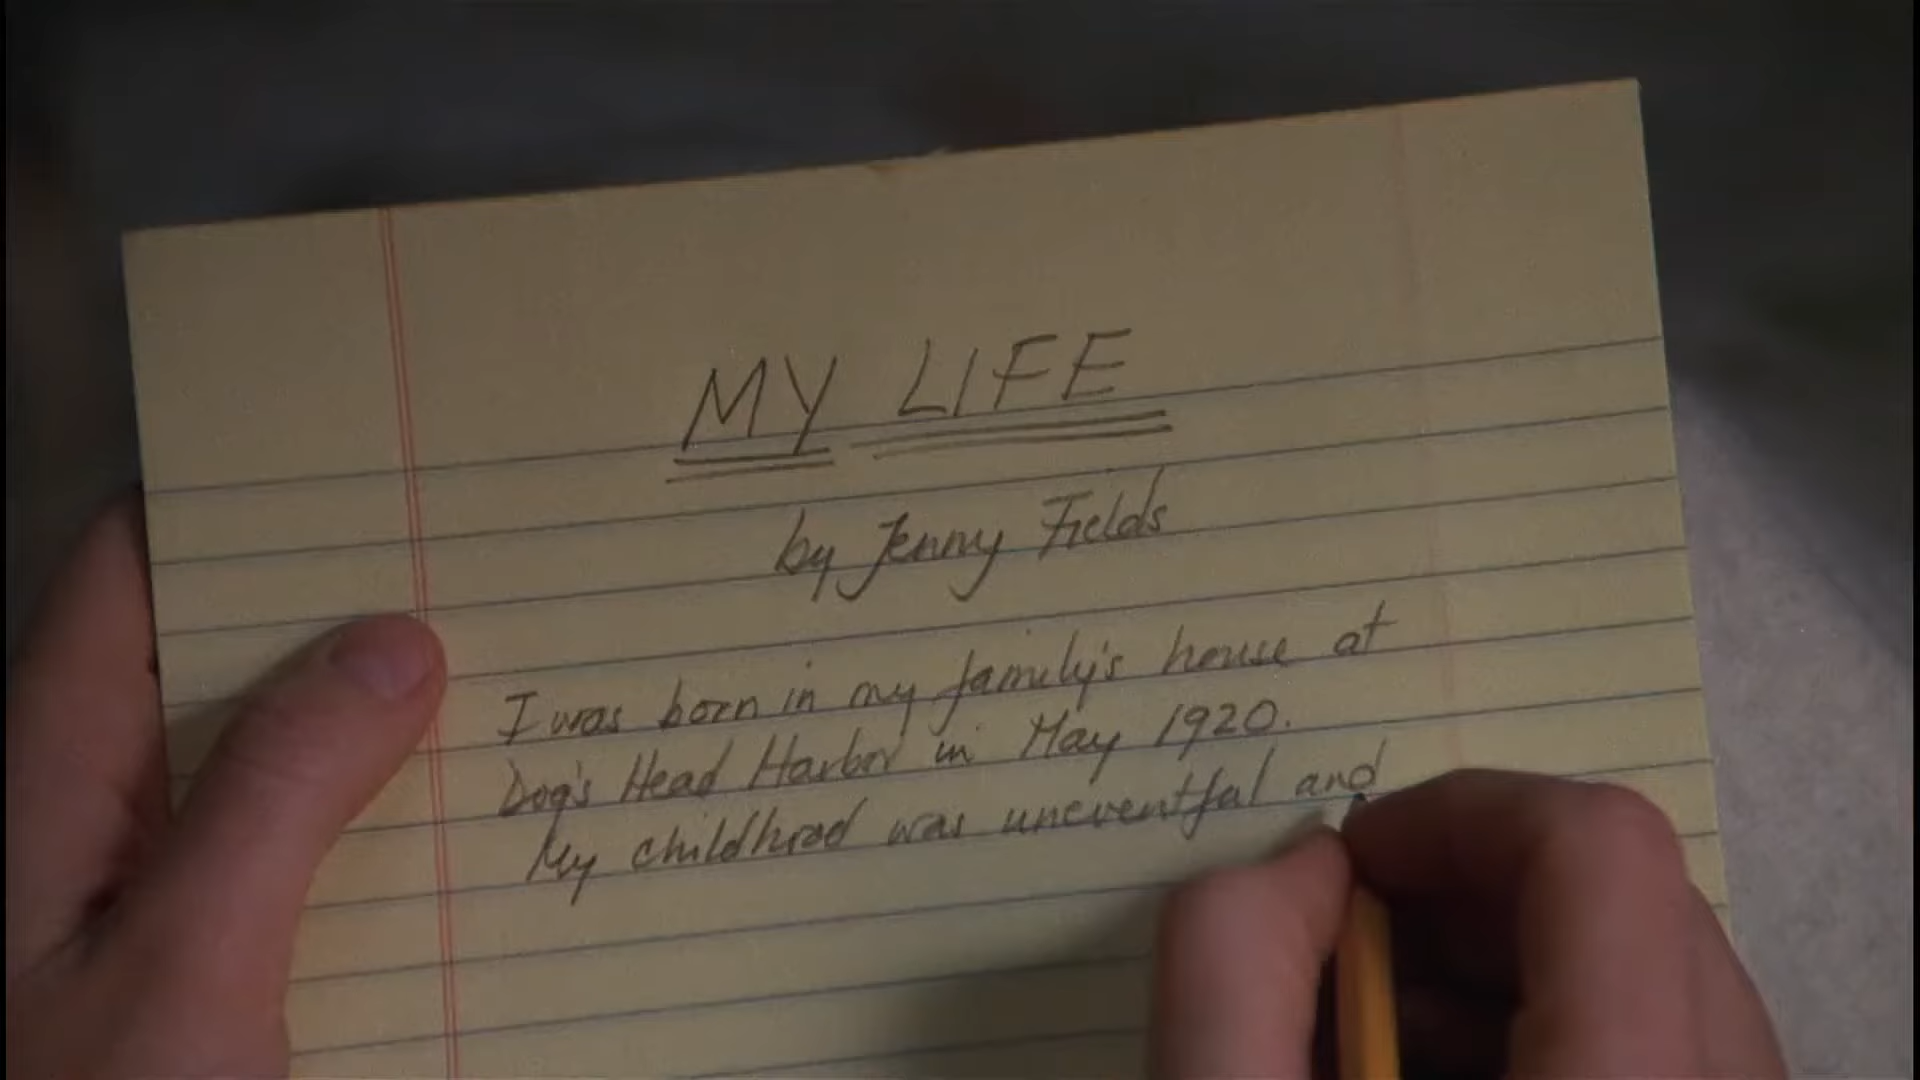 MY LIFE
by Jenny Fields
I was born in my family's house at
Dog's Head Harbor in May 1920.
My childhood was uneventful and